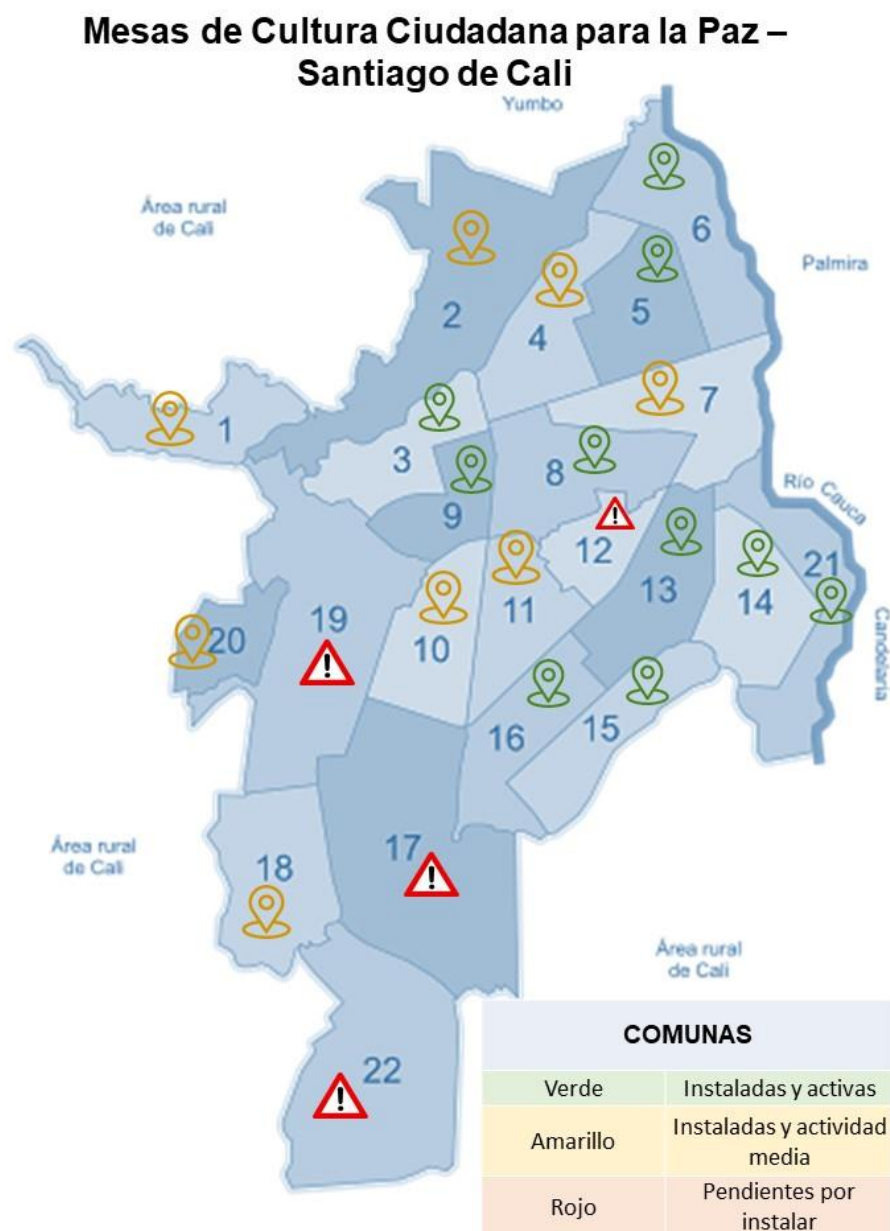 Mesas de Cultura Ciudadana para la Paz –
Santiago de Cali
Yumbo
Área rural
de Cali
6
Palmira
2
5
4
7
1
3
8
Río Cauca
9
12
21
11
13
14
Candelaria
20
19
10
16
15
Área rural
de Cali
17
18
Área rural
de Cali
22
COMUNAS
Verde Instaladas y activas
Amarillo Instaladas y actividad
media
Rojo Pendientes por
instalar